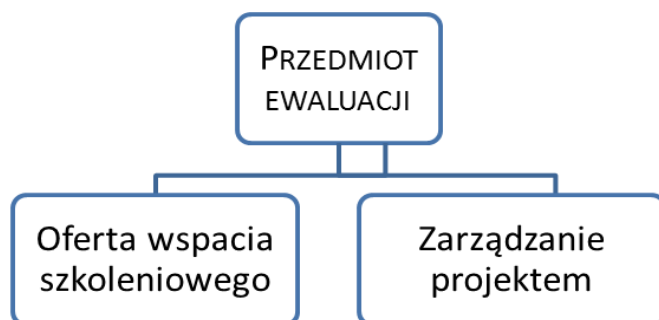 PRZEDMIOT
EWALUACJI
Oferta wspacia
szkoleniowego
Zarządzanie
projektem